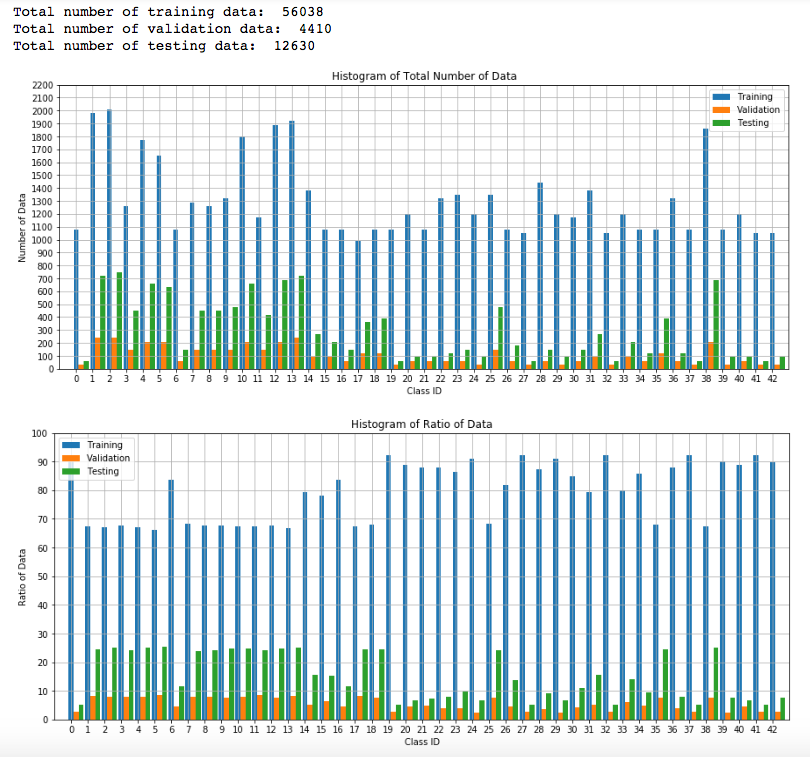 Total number of training data:  56038
Total number of validation data:  4410
Total number of testing data:  12630
Histogram of Total Number of Data
Number of Data
2200
2100
2000
1900
1800
1700
1600
1500
1400
1300
1200
1100
1000
900
800
700
600
500
400
300
200
100
0
Training
Validation
Testing
0 1 2 3 4 5 6 7 8 9 10 11 12 13 14 15 16 17 18 19 20 21 22 23 24 25 26 27 28 29 30 31 32 33 34 35 36 37 38 39 40 41 42
Class ID
Histogram of Ratio of Data
Ratio of Data
100
90
80
70
60
50
40
30
20
10
0
Training
Validation
Testing
0 1 2 3 4 5 6 7 8 9 10 11 12 13 14 15 16 17 18 19 20 21 22 23 24 25 26 27 28 29 30 31 32 33 34 35 36 37 38 39 40 41 42
Class ID